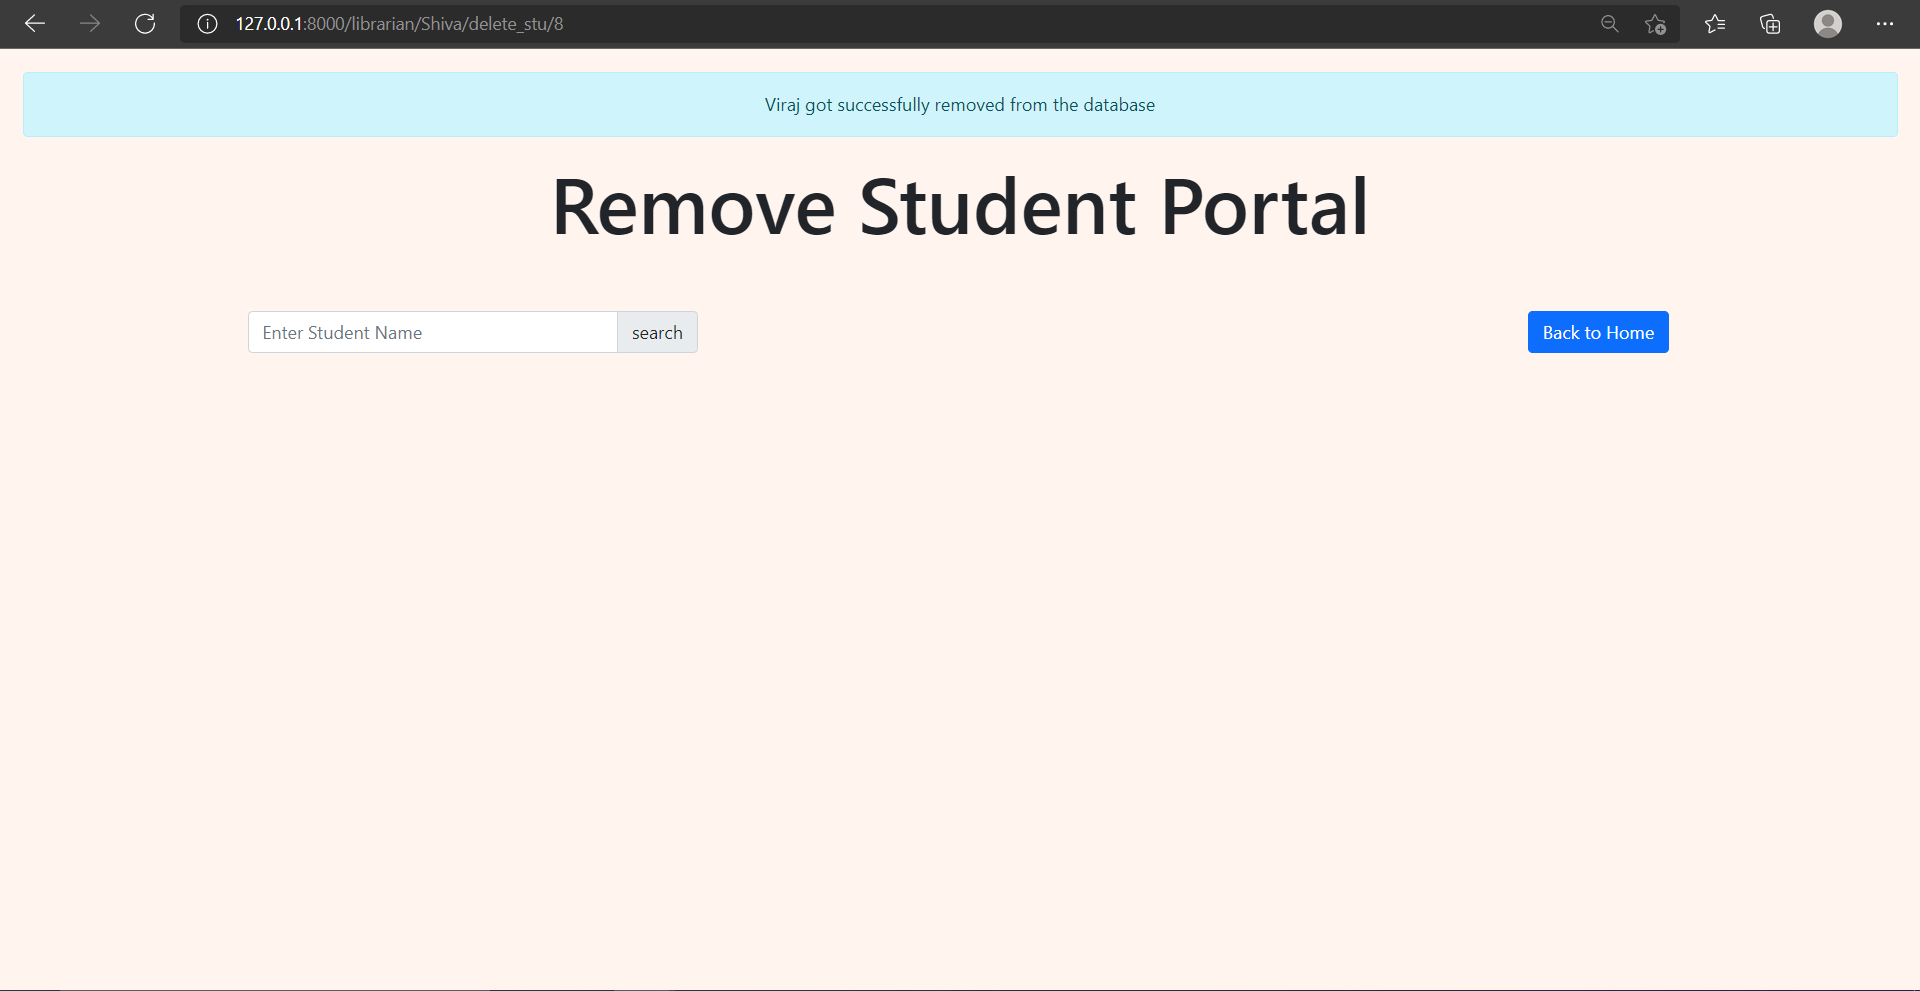 127.0.0.1:8000/librarian/Shiva/delete_stu/8
Viraj got successfully removed from the database
Remove Student Portal
Enter Student Name
search
Back to Home